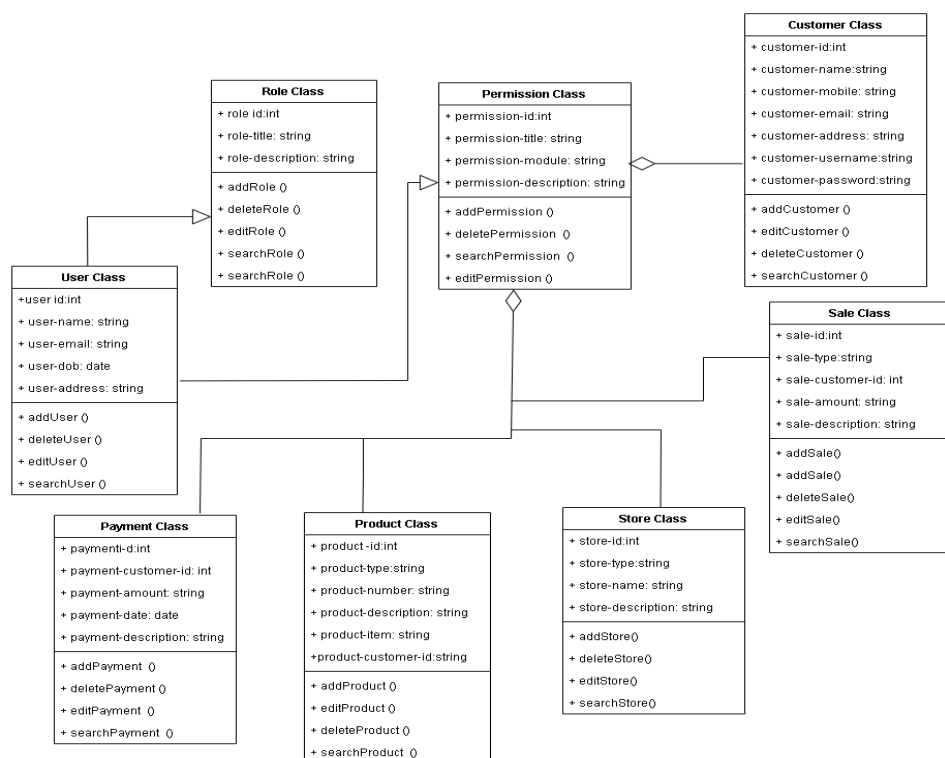 Customer Class
+ customer-id:int
+ customer-name:string
+ customer-mobile: string
+ customer-email: string
+ customer-address: string
+ customer-username:string
+ customer-password:string
+ addCustomer ()
+ editCustomer ()
+ deleteCustomer ()
+ searchCustomer ()
Role Class
+ role id:int
+ role-title: string
+ role-description: string
+ addRole ()
+ deleteRole ()
+ editRole ()
+ searchRole ()
+ searchRole ()
Permission Class
+ permission-id:int
+ permission-title: string
+ permission-module: string
+ permission-description: string
+ addPermission ()
+ deletePermission ()
+ searchPermission ()
+ editPermission ()
User Class
+user id:int
+ user-name: string
+ user-email: string
+ user-dob: date
+ user-address: string
+ addUser ()
+ deleteUser ()
+ editUser ()
+ searchUser ()
Sale Class
+ sale-id:int
+ sale-type:string
+ sale-customer-id: int
+ sale-amount: string
+ sale-description: string
+ addSale()
+ addSale()
+ deleteSale()
+ editSale()
+ searchSale()
Payment Class
+ paymenti-d:int
+ payment-customer-id: int
+ payment-amount: string
+ payment-date: date
+ payment-description: string
+ addPayment ()
+ deletePayment ()
+ editPayment ()
+ searchPayment ()
Product Class
+ product -id:int
+ product-type:string
+ product-number: string
+ product-description: string
+ product-item: string
+product-customer-id:string
+ addProduct ()
+ editProduct ()
+ deleteProduct ()
+ searchProduct ()
Store Class
+ store-id:int
+ store-type:string
+ store-name: string
+ store-description: string
+ addStore()
+ deleteStore()
+ editStore()
+ searchStore()